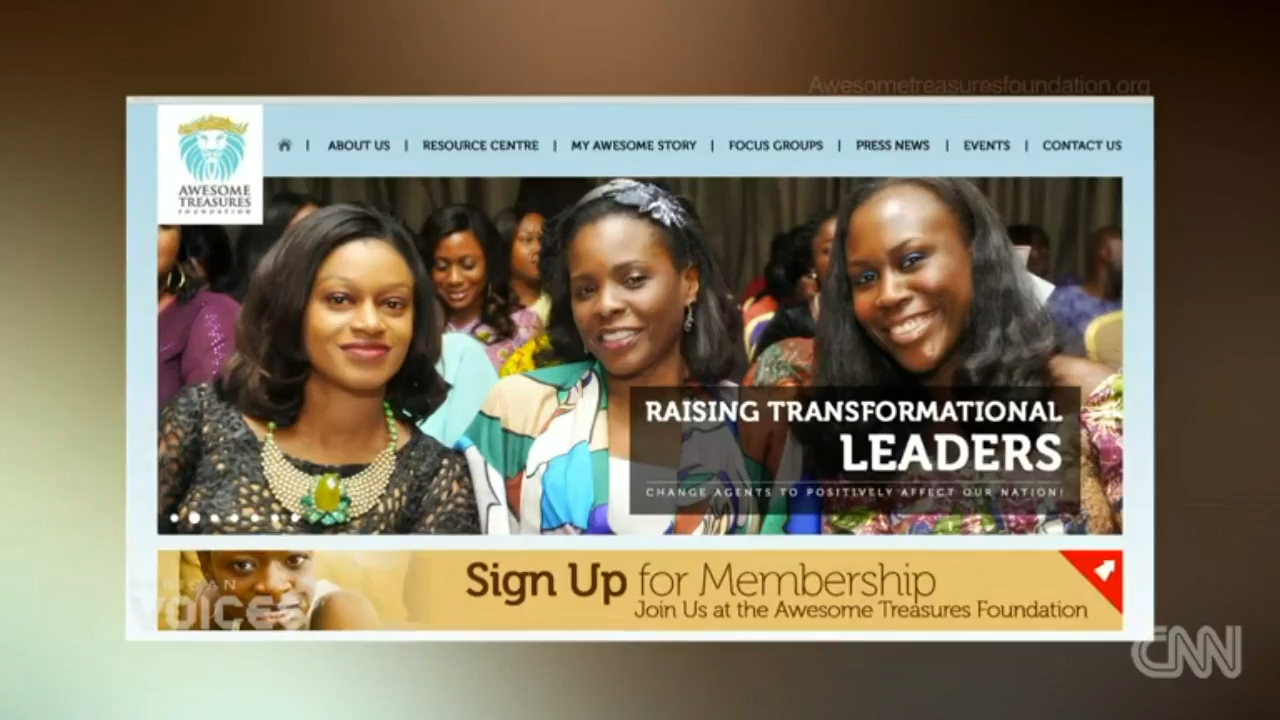 Awesometreasuresfoundation.org
AWESOME
TREASURES
FOUNDATION
ABOUT US | RESOURCE CENTRE | MY AWESOME STORY | FOCUS GROUPS | PRESS NEWS | EVENTS | CONTACT US
RAISING TRANSFORMATIONAL
LEADERS
CHANGE AGENTS TO POSITIVELY AFFECT OUR NATION!
Sign Up for Membership
Join Us at the Awesome Treasures Foundation
AFRICAN
VOICES
CNN